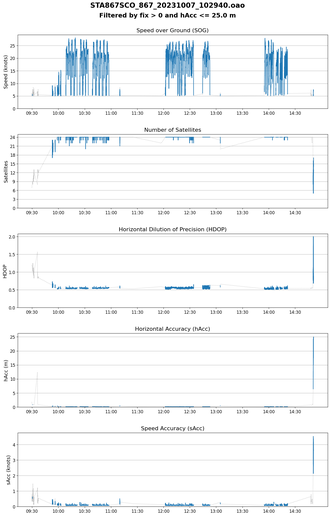 STA867SCO_867_20231007_102940.oao
Filtered by fix > 0 and hAcc <= 25.0 m
Speed over Ground (SOG)
Speed (knots)
30
25
20
15
10
5
0
09:30 10:00 10:30 11:00 11:30 12:00 12:30 13:00 13:30 14:00 14:30
Number of Satellites
Satellites
24
21
18
15
12
9
6
3
0
09:30 10:00 10:30 11:00 11:30 12:00 12:30 13:00 13:30 14:00 14:30
Horizontal Dilution of Precision (HDOP)
HDOP
2.0
1.5
1.0
0.5
0.0
09:30 10:00 10:30 11:00 11:30 12:00 12:30 13:00 13:30 14:00 14:30
Horizontal Accuracy (hAcc)
hAcc (m)
25
20
15
10
5
0
09:30 10:00 10:30 11:00 11:30 12:00 12:30 13:00 13:30 14:00 14:30
Speed Accuracy (sAcc)
sAcc (knots)
4
3
2
1
0
09:30 10:00 10:30 11:00 11:30 12:00 12:30 13:00 13:30 14:00 14:30